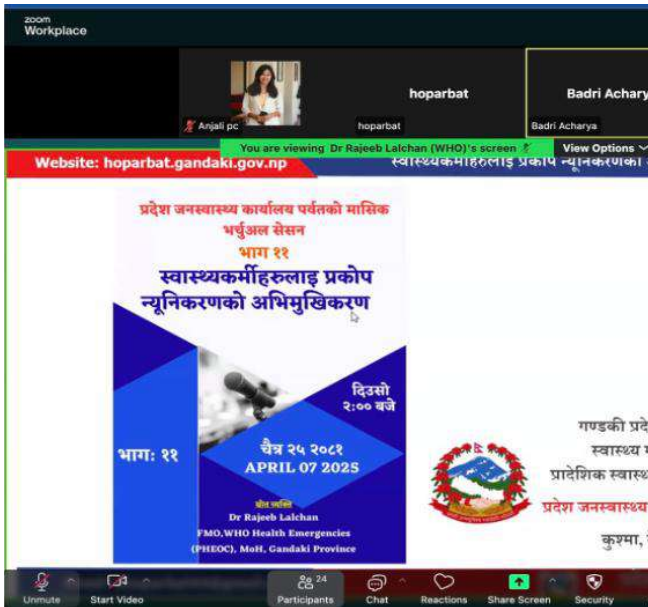 zoom
Workplace
hoparbat
Badri Achary
Anjali pc
hoparbat
Badri Acharya
You are viewing Dr Rajeeb Lalchan (WHO)'s screen
View Options
Website: hoparbat.gandaki.gov.np
स्वास्थ्यकर्मीहरुलाई प्रकोप न्यूनिकरणको
प्रदेश जनस्वास्थ्य कार्यालय पर्वतको मासिक
भर्चुअल सेसन
भाग ११
स्वास्थ्यकर्मीहरुलाइ प्रकोप
न्यूनिकरणको अभिमुखिकरण
दिउसो
२:०० बजे
भाग: ११
चैत्र २५ २०८१
APRIL 07 2025
श्रोत व्यक्ति
Dr Rajeeb Lalchan
FMO,WHO Health Emergencies
(PHEOC), MoH, Gandaki Province
गण्डकी प्रदे
स्वास्थ्य म
प्रादेशिक स्वास्थ
प्रदेश जनस्वास्थ्य
कुश्मा,
Unmute
Start Video
24
Participants
Chat
Reactions
Share Screen
Security